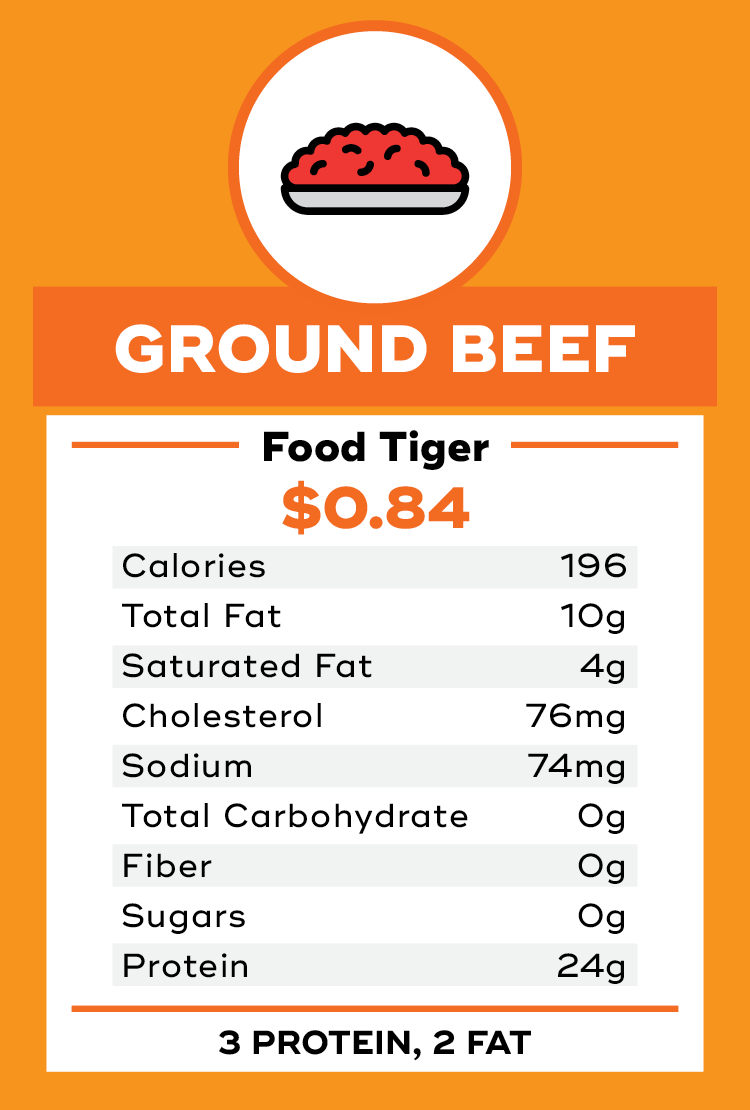 GROUND BEEF
Food Tiger
$0.84
Calories 196
Total Fat 10g
Saturated Fat 4g
Cholesterol 76mg
Sodium 74mg
Total Carbohydrate 0g
Fiber 0g
Sugars 0g
Protein 24g
3 PROTEIN, 2 FAT